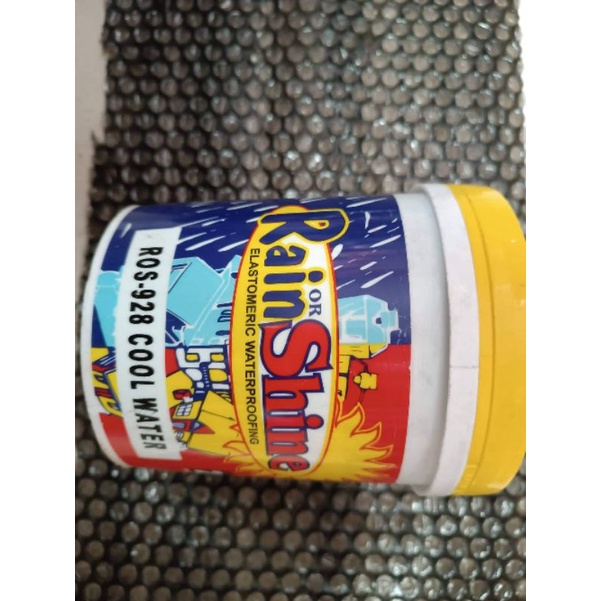 Rain
OR
Shine
ELASTOMERIC WATERPROOFING
ROS-928 COOL WATER